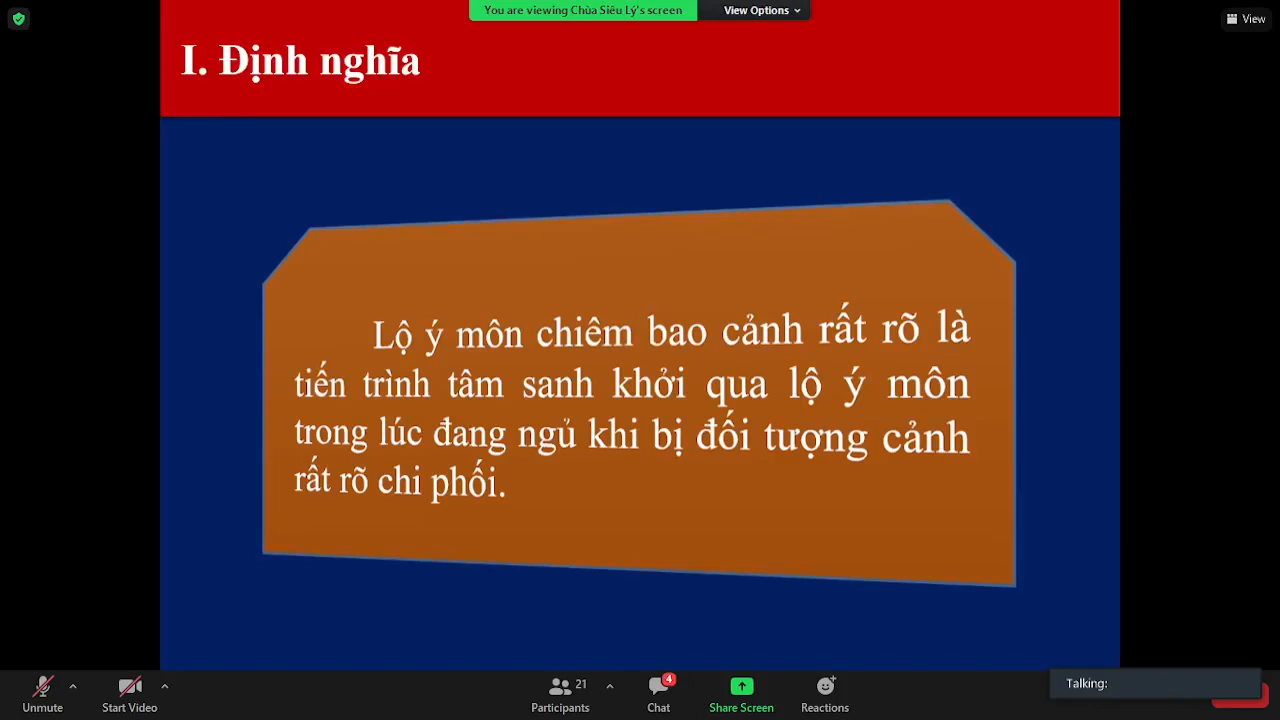 You are viewing Chùa Siêu Lý's screen
View Options
View
I. Định nghĩa
Lộ ý môn chiêm bao cảnh rất rõ là
tiến trình tâm sanh khởi qua lộ ý môn
trong lúc đang ngủ khi bị đối tượng cảnh
rất rõ chi phối.
Talking:
21
4
Unmute
Start Video
Participants
Chat
Share Screen
Reactions